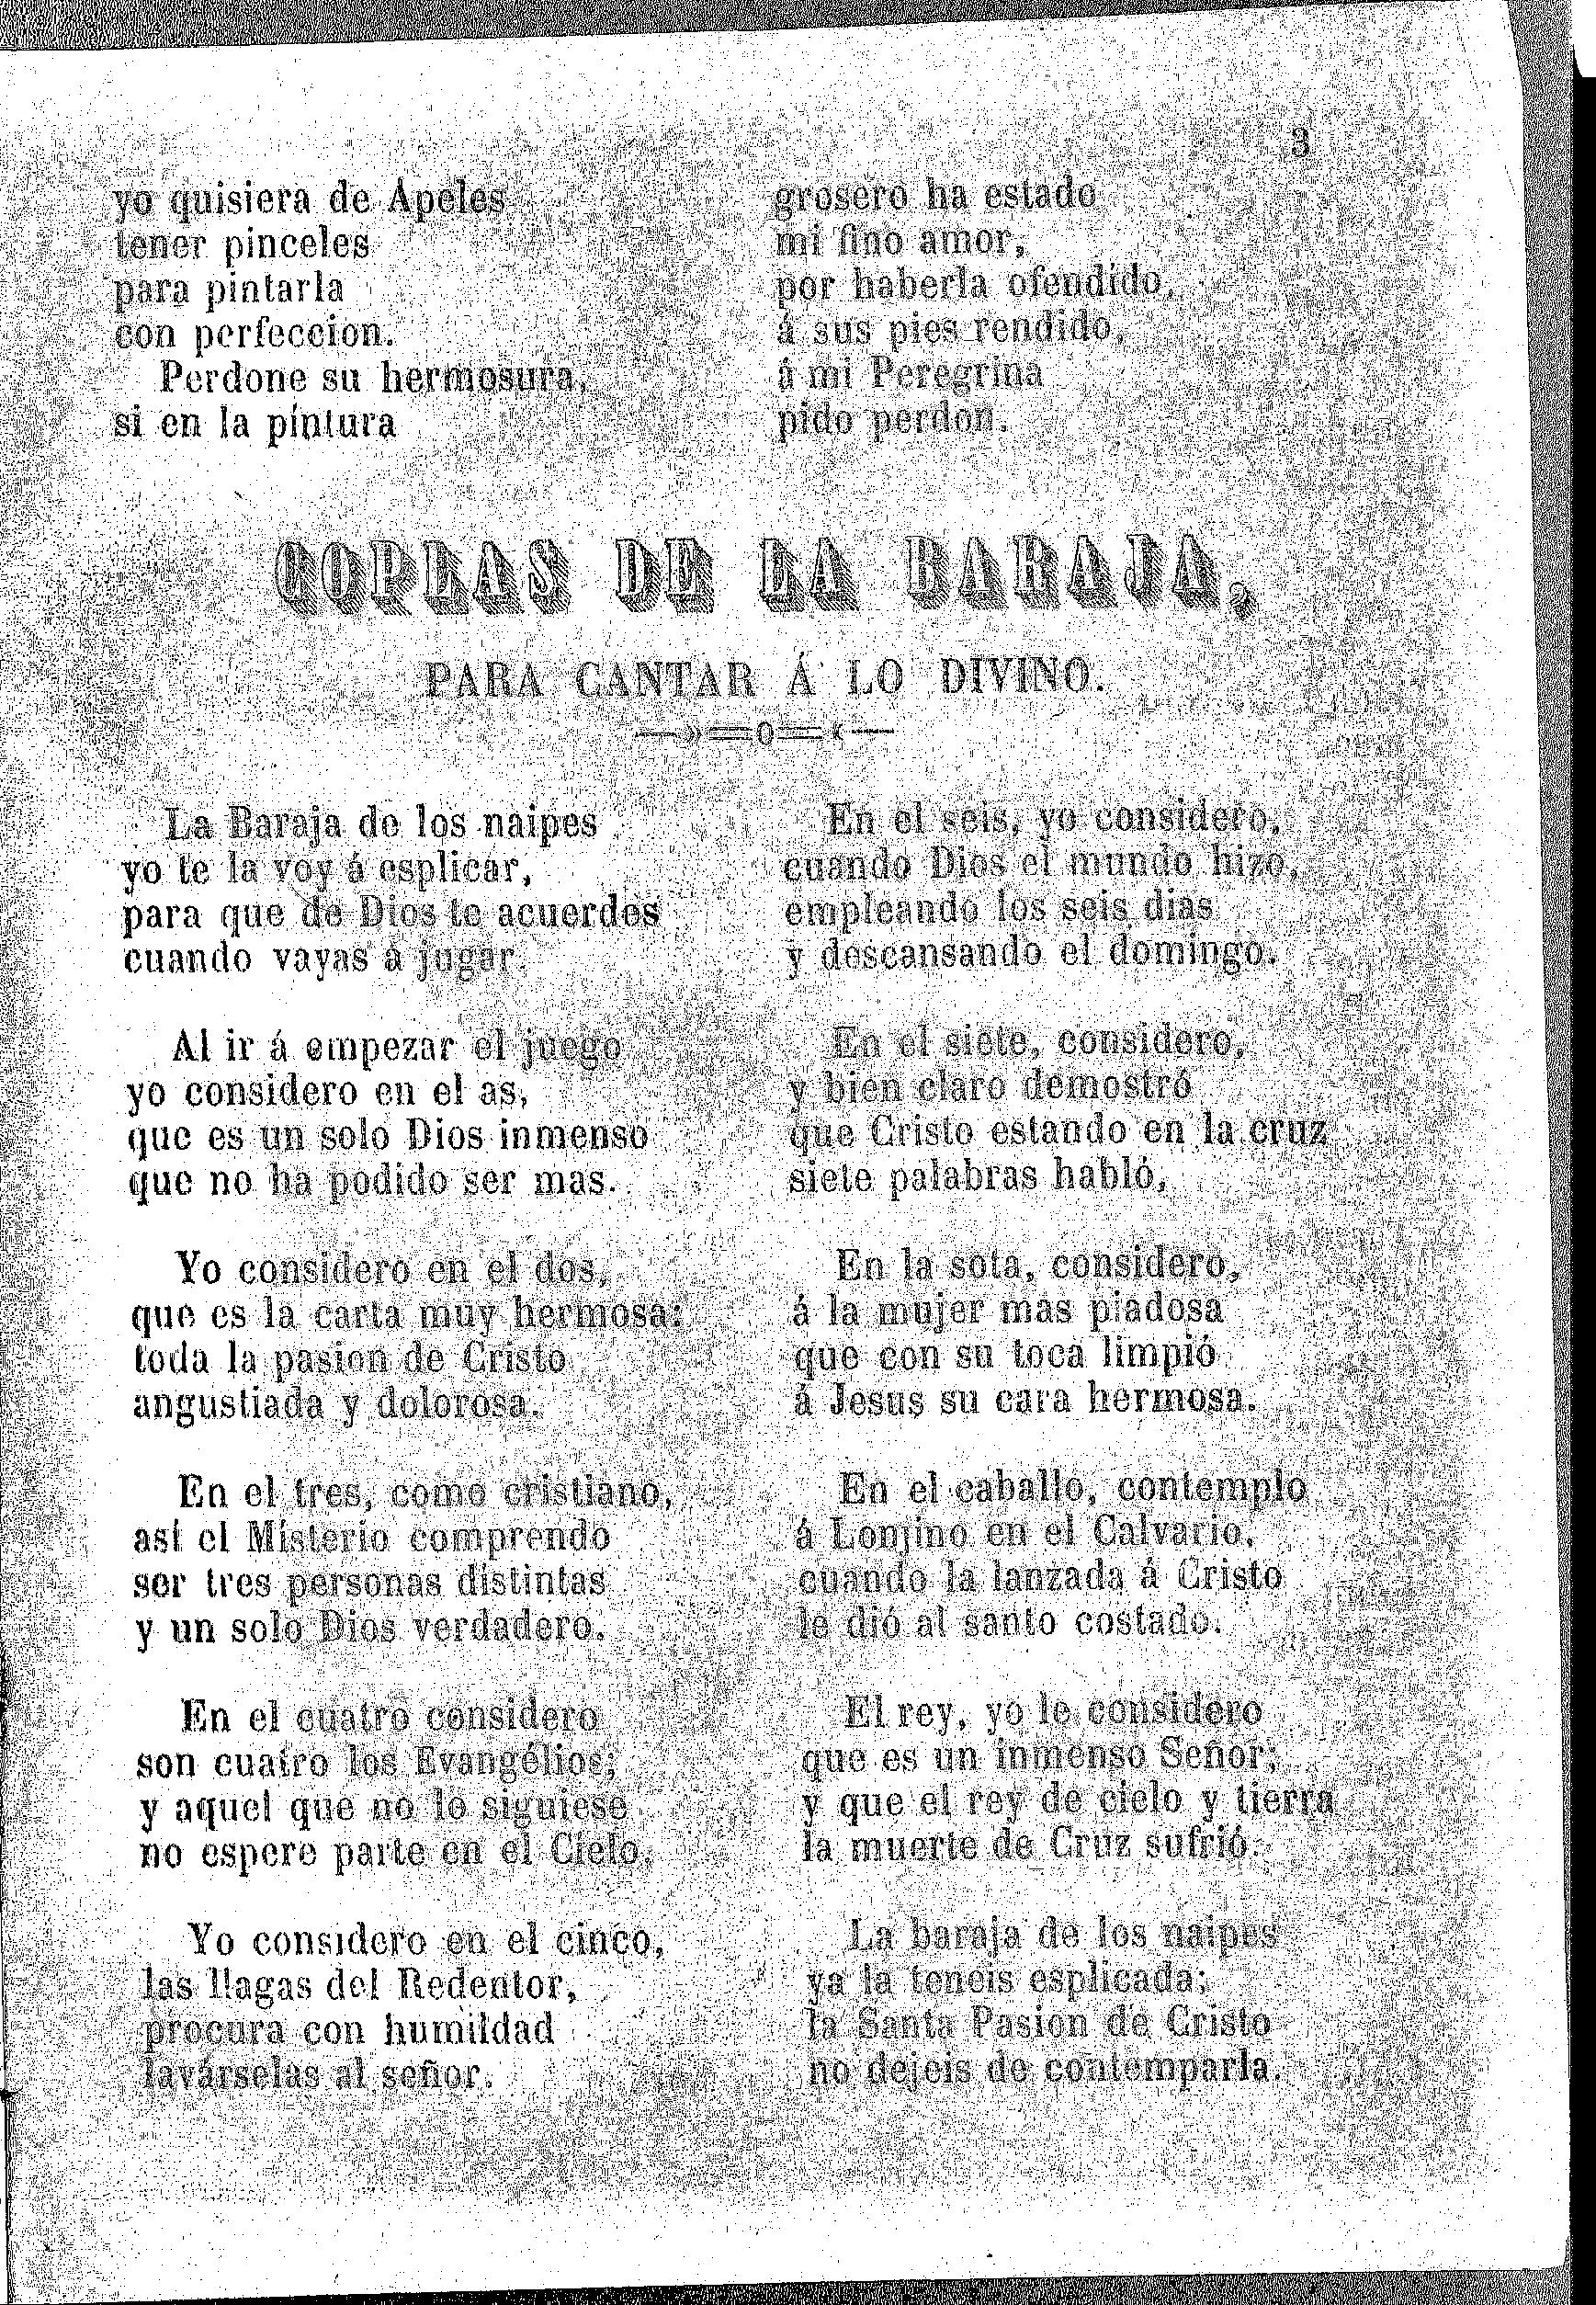 3
yo quisiera de Apeles
tener pinceles
para pintarla
con perfeccion.
Perdone su hermosura,
si en la pintura
grosero ha estado
mi fino amor,
por haberla ofendido,
á sus pies rendido,
á mi Peregrina
pido perdon.
COPLAS DE LA BARAJA,
PARA CANTAR Á LO DIVINO.
La Baraja de los naipes
yo te la voy á esplicar,
para que de Dios te acuerdes
cuando vayas á jugar.
Al ir á empezar el juego
yo considero en el as,
que es un solo Dios inmenso
que no ha podido ser mas.
Yo considero en el dos,
que es la carta muy hermosa:
toda la pasion de Cristo
angustiada y dolorosa.
En el tres, como cristiano,
asi el Misterio comprendo
ser tres personas distintas
y un solo Dios verdadero.
En el cuatro considero
son cuatro los Evangélios;
y aquel que no lo siguiese
no espere parte en el Cielo.
Yo considero en el cinco,
las llagas del Redentor,
procura con humildad
lavárselas al señor.
En el seis, yo considero,
cuando Dios el mundo hizo,
empleando los seis dias
y descansando el domingo.
En el siete, considero,
y bien claro demostró
que Cristo estando en la cruz
siete palabras habló,
En la sota, considero,
á la mujer mas piadosa
que con su toca limpió
á Jesus su cara hermosa.
En el caballo, contemplo
á Lonjino en el Calvario,
cuando la lanzada á Cristo
le dió al santo costado.
El rey, yo le considero
que es un inmenso Señor;
y que el rey de cielo y tierra
la muerte de Cruz sufrió.
La baraja de los naipes
ya la teneis esplicada;
la Santa Pasion de Cristo
no dejeis de contemparla.